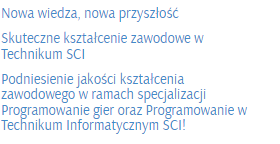 Nowa wiedza, nowa przyszłość
Skuteczne kształcenie zawodowe w
Technikum SCI
Podniesienie jakości kształcenia
zawodowego w ramach specjalizacji
Programowanie gier oraz Programowanie w
Technikum Informatycznym SCI!